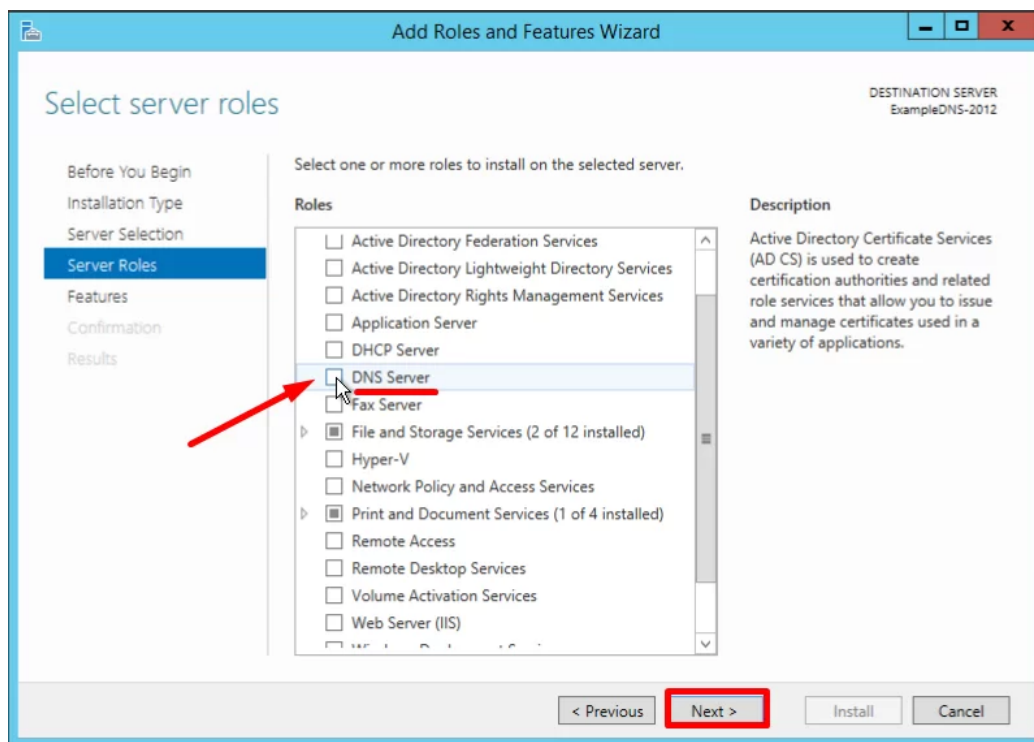 Add Roles and Features Wizard
Select server roles
DESTINATION SERVER
ExampleDNS-2012
Before You Begin
Installation Type
Server Selection
Server Roles
Features
Confirmation
Results
Select one or more roles to install on the selected server.
Roles
Active Directory Federation Services
Active Directory Lightweight Directory Services
Active Directory Rights Management Services
Application Server
DHCP Server
DNS Server
Fax Server
File and Storage Services (2 of 12 installed)
Hyper-V
Network Policy and Access Services
Print and Document Services (1 of 4 installed)
Remote Access
Remote Desktop Services
Volume Activation Services
Web Server (IIS)
Description
Active Directory Certificate Services
(AD CS) is used to create
certification authorities and related
role services that allow you to issue
and manage certificates used in a
variety of applications.
< Previous
Next >
Install
Cancel